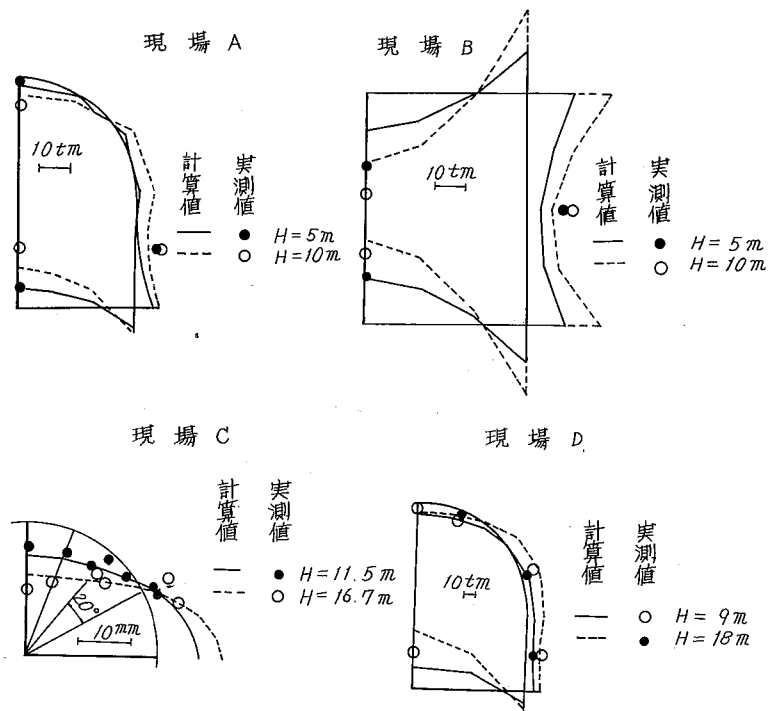 現場 A
10tm
計算値
実測値
H=5m
H=10m
現場 B
10tm
計算値
実測値
H=5m
H=10m
現場 C
計算値
実測値
H=11.5m
H=16.7m
20°
10mm
現場 D
10tm
計算値
実測値
H=9m
H=18m